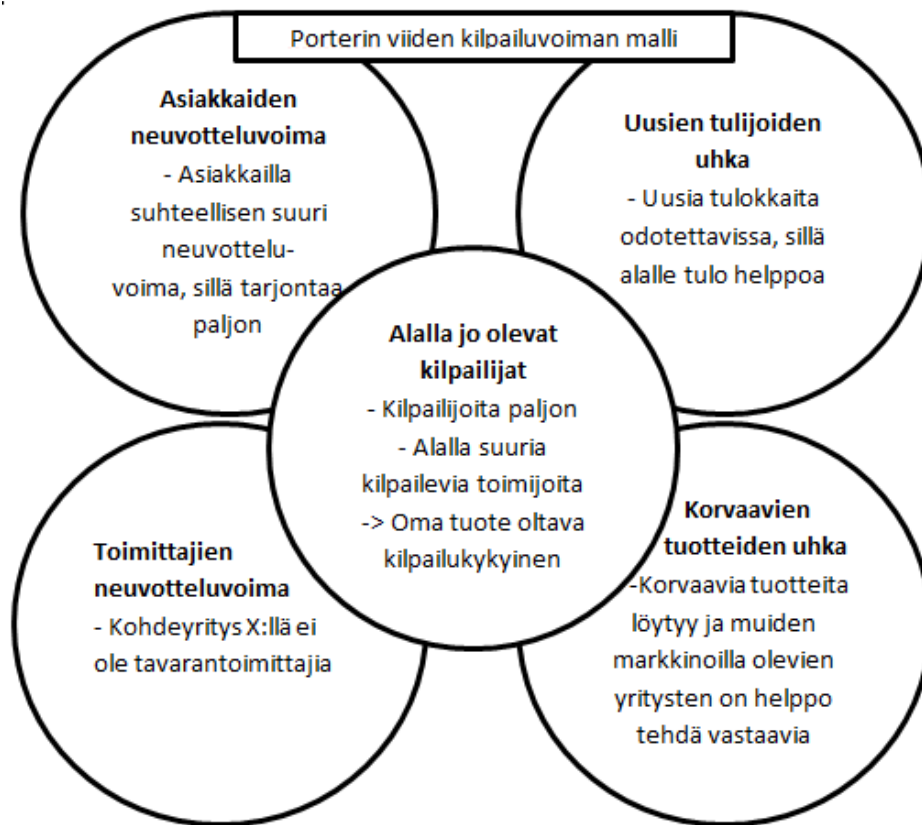 Porterin viiden kilpailuvoiman malli
Asiakkaiden
neuvotteluvoima
- Asiakkailla
suhteellisen suuri
neuvottelu-
voima, sillä tarjontaa
paljon
Uusien tulijoiden
uhka
- Uusia tulokkaita
odotettavissa, sillä
alalle tulo helppoa
Alalla jo olevat
kilpailijat
- Kilpailijoita paljon
- Alalla suuria
kilpailevia toimijoita
-> Oma tuote oltava
kilpailukykyinen
Toimittajien
neuvotteluvoima
- Kohdeyritys X:llä ei
ole tavarantoimittajia
Korvaavien
tuotteiden uhka
-Korvaavia tuotteita
löytyy ja muiden
markkinoilla olevien
yritysten on helppo
tehdä vastaavia